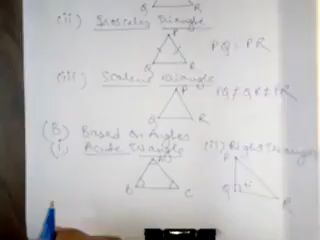 Q R
(ii) Isosceles Triangle
P
PQ = PR
Q R
(iii) Scalene Triangle
P
PQ ≠ QR ≠ PR
Q R
(B) Based on Angles
(i) Acute Triangle (ii) Right Triangle
A P
B C Q R